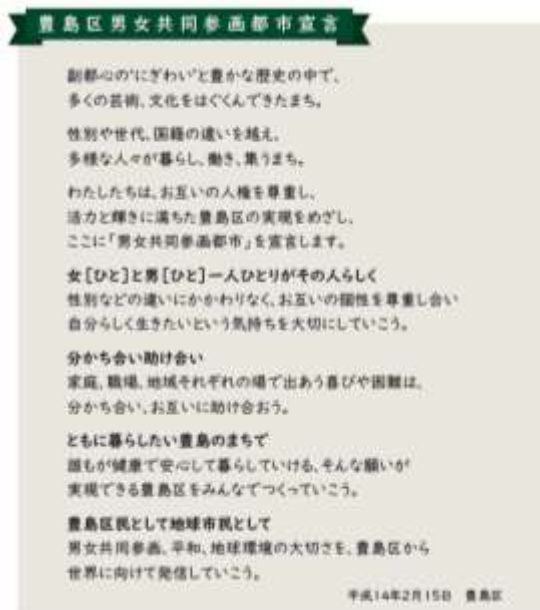 豊島区男女共同参画都市宣言
副都心の"にぎわい"と豊かな歴史の中で、
多くの芸術、文化をはぐくんできたまち。
性別や世代、国籍の違いを越え、
多様な人々が暮らし、働き、集うまち。
わたしたちは、お互いの人権を尊重し、
活力と輝きに満ちた豊島区の実現をめざし、
ここに「男女共同参画都市」を宣言します。
女[ひと]と男[ひと]一人ひとりがその人らしく
性別などの違いにかかわりなく、お互いの個性を尊重し合い
自分らしく生きたいという気持ちを大切にしていこう。
分かち合い助け合い
家庭、職場、地域それぞれの場で出あう喜びや困難は、
分かち合い、お互いに助け合おう。
ともに暮らしたい豊島のまちで
誰もが健康で安心して暮らしていける、そんな願いが
実現できる豊島区をみんなでつくっていこう。
豊島区民として地球市民として
男女共同参画、平和、地球環境の大切さを、豊島区から
世界に向けて発信していこう。
平成14年2月15日 豊島区